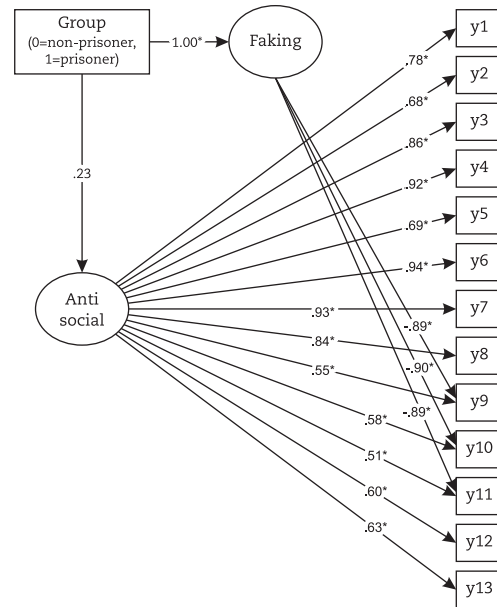 Group
(0=non-prisoner,
1=prisoner)
1.00*
Faking
.23
Anti
social
.78*
.68*
.86*
.92*
.69*
.94*
.93*
.84*
.55*
.58*
.51*
.60*
.63*
-.89*
-.90*
-.89*
y1
y2
y3
y4
y5
y6
y7
y8
y9
y10
y11
y12
y13